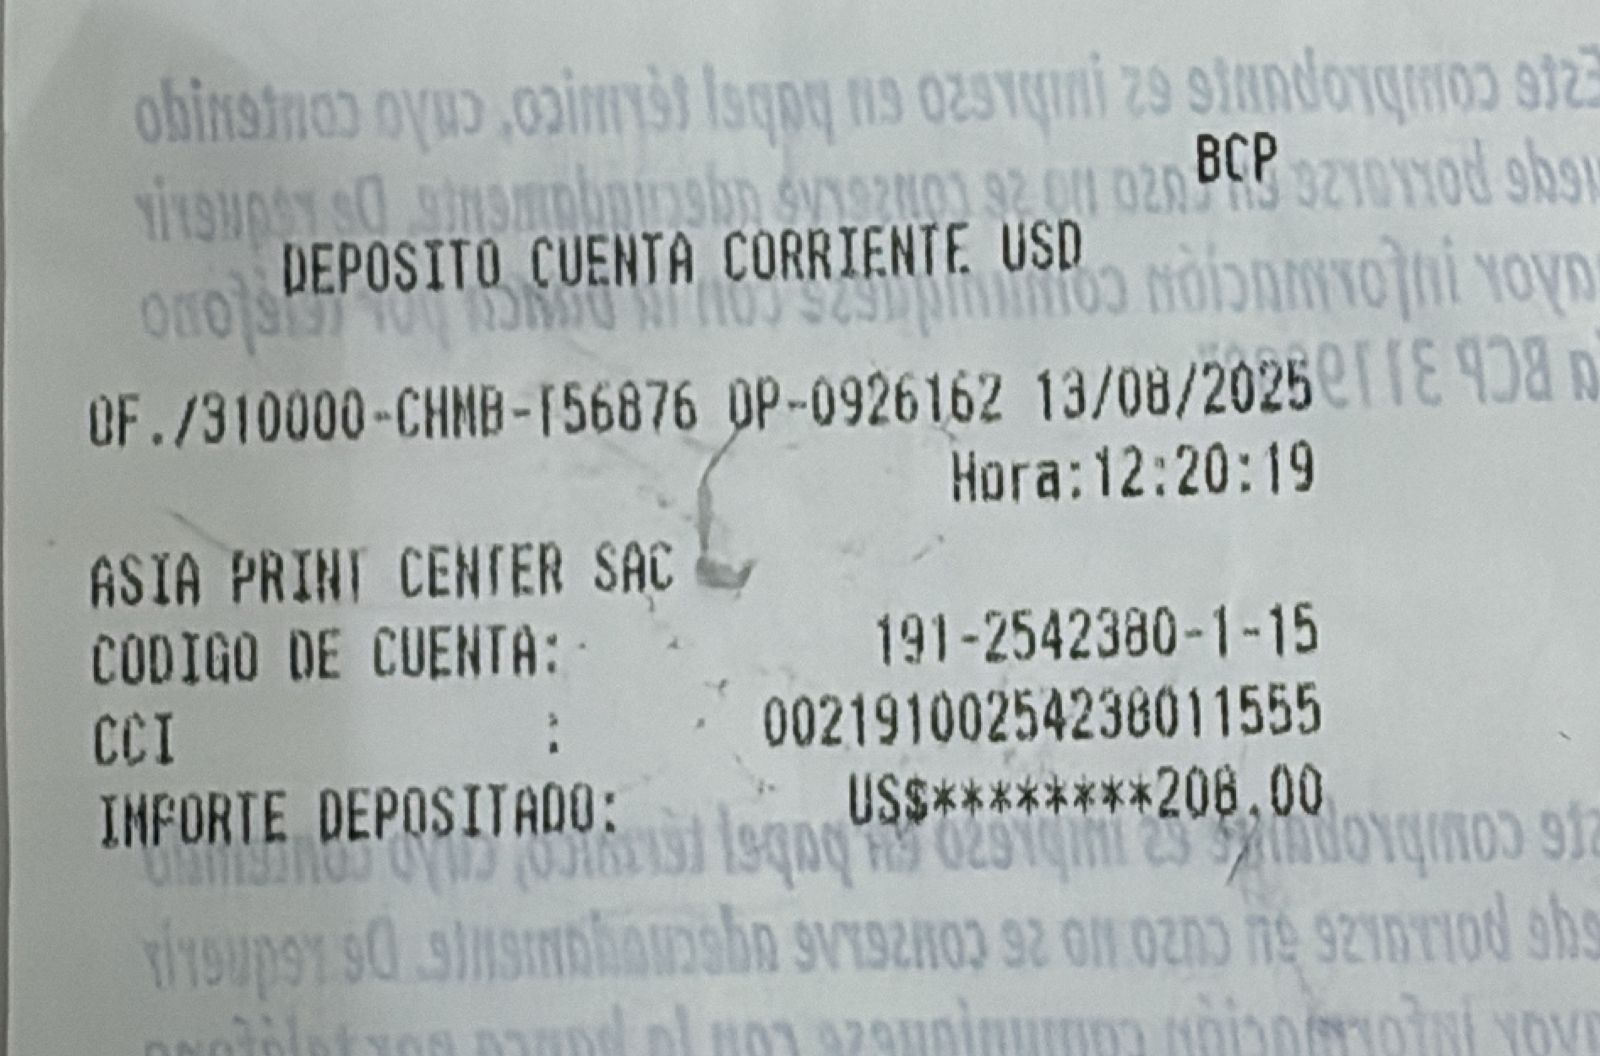 BCP
DEPOSITO CUENTA CORRIENTE USD
OF./310000-CHMB-T56876 OP-0926162 13/08/2025
Hora:12:20:19
ASIA PRINT CENTER SAC
CODIGO DE CUENTA: 191-2542380-1-15
CCI : 00219100254238011555
IMPORTE DEPOSITADO: US$********208.00